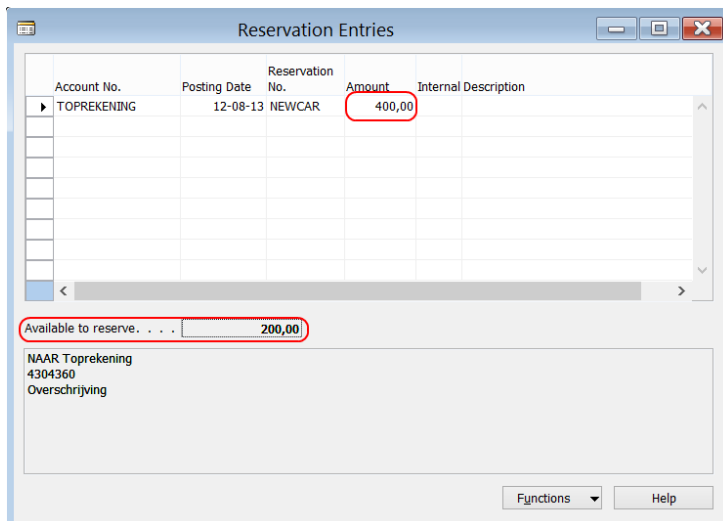 Reservation Entries
Account No. Posting Date Reservation No. Amount Internal Description
TOPREKENING 12-08-13 NEWCAR 400,00
Available to reserve. . . . 200,00
NAAR Toprekening
4304360
Overschrijving
Functions Help